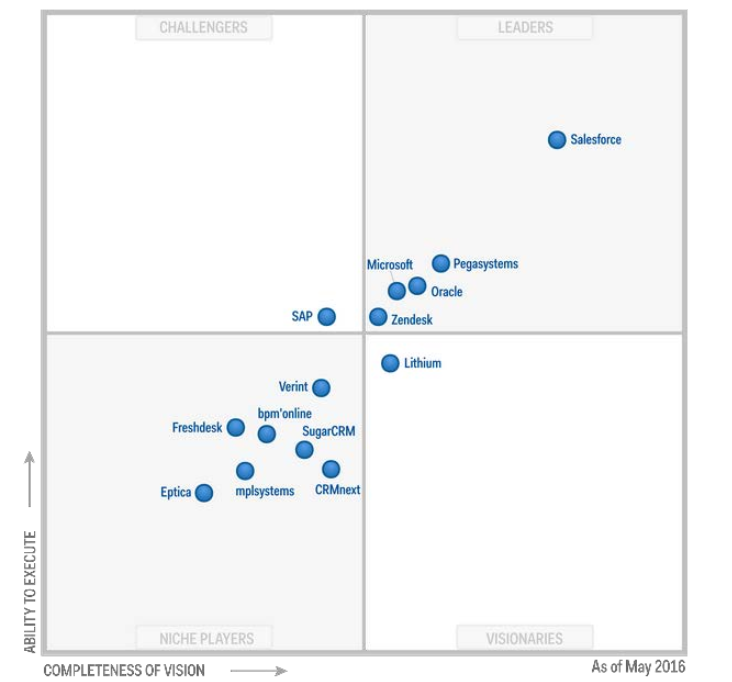 CHALLENGERS
LEADERS
Salesforce
Microsoft
Pegasystems
Oracle
SAP
Zendesk
Lithium
Verint
bpm'online
Freshdesk
SugarCRM
Eptica
mplsystems
CRMnext
ABILITY TO EXECUTE
NICHE PLAYERS
VISIONARIES
COMPLETENESS OF VISION
As of May 2016